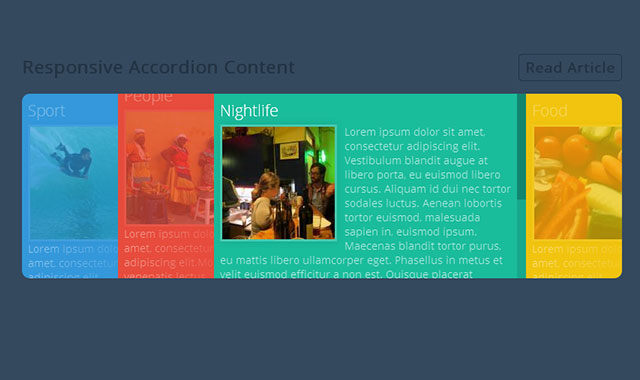 Responsive Accordion Content
Read Article
Sport
Lorem ipsum dolo
amet, consectetur
adipiscing elit.
People
Lorem ipsum dolo
amet, consectetur
adipiscing elit.
venenatis
Nightlife
Lorem ipsum dolor sit amet,
consectetur adipiscing elit.
Vestibulum blandit augue at
libero porta, eu euismod libero
cursus. Aliquam id dui nec tortor
sodales luctus. Aenean lobortis
tortor euismod, malesuada
sapien in, euismod ipsum.
Maecenas blandit tortor purus,
eu mattis libero ullamcorper eget. Phasellus in metus et
velit euismod efficitur a non est. Quisque placerat
Food
Lorem ipsum dol
amet, consectetu
adipiscing elit.